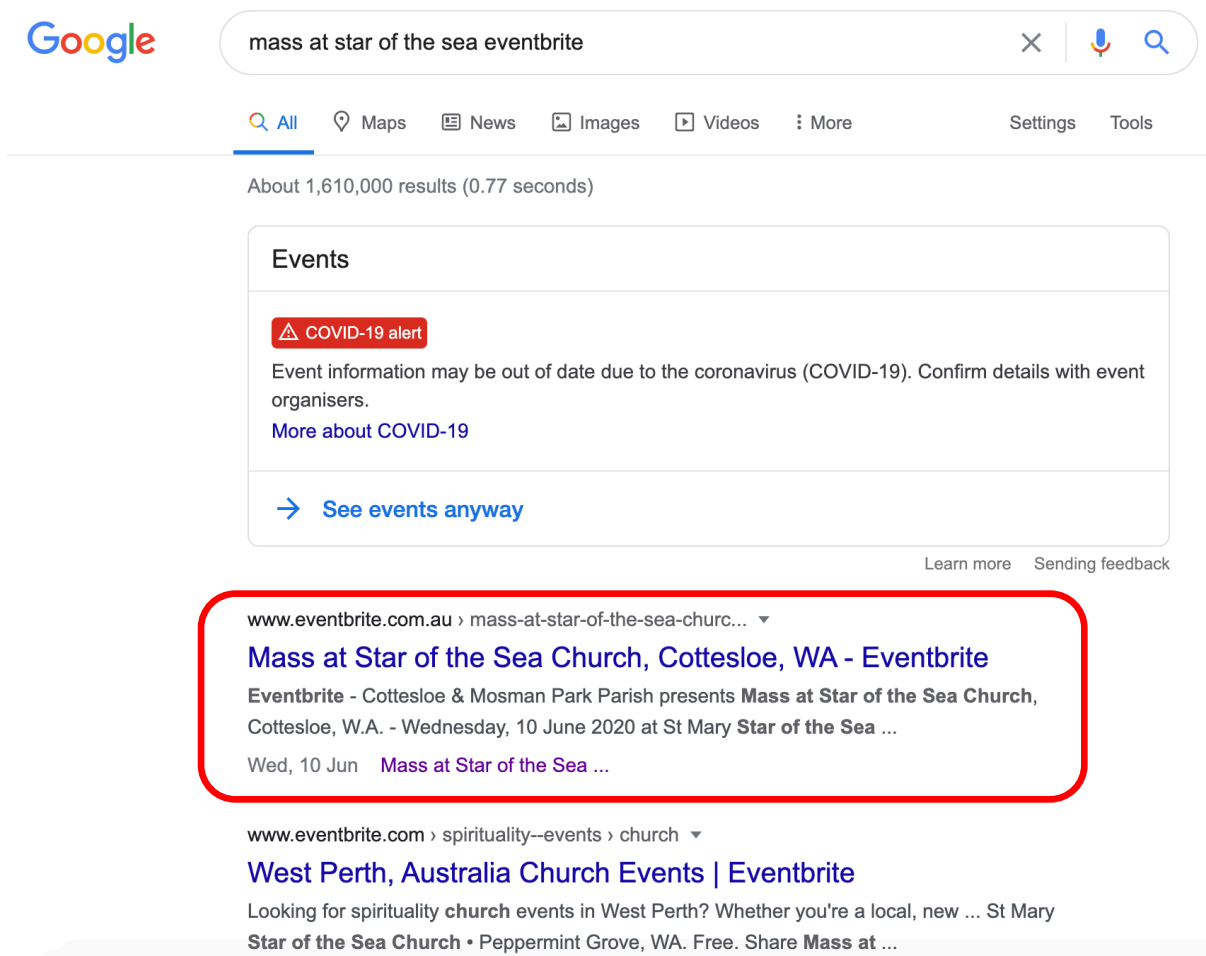 Google
mass at star of the sea eventbrite
All Maps News Images Videos More Settings Tools
About 1,610,000 results (0.77 seconds)
Events
COVID-19 alert
Event information may be out of date due to the coronavirus (COVID-19). Confirm details with event
organisers.
More about COVID-19
See events anyway
Learn more Sending feedback
www.eventbrite.com.au › mass-at-star-of-the-sea-churc...
Mass at Star of the Sea Church, Cottesloe, WA - Eventbrite
Eventbrite - Cottesloe & Mosman Park Parish presents Mass at Star of the Sea Church,
Cottesloe, W.A. - Wednesday, 10 June 2020 at St Mary Star of the Sea ...
Wed, 10 Jun Mass at Star of the Sea ...
www.eventbrite.com › spirituality--events › church
West Perth, Australia Church Events | Eventbrite
Looking for spirituality church events in West Perth? Whether you're a local, new ... St Mary
Star of the Sea Church • Peppermint Grove, WA. Free. Share Mass at ...